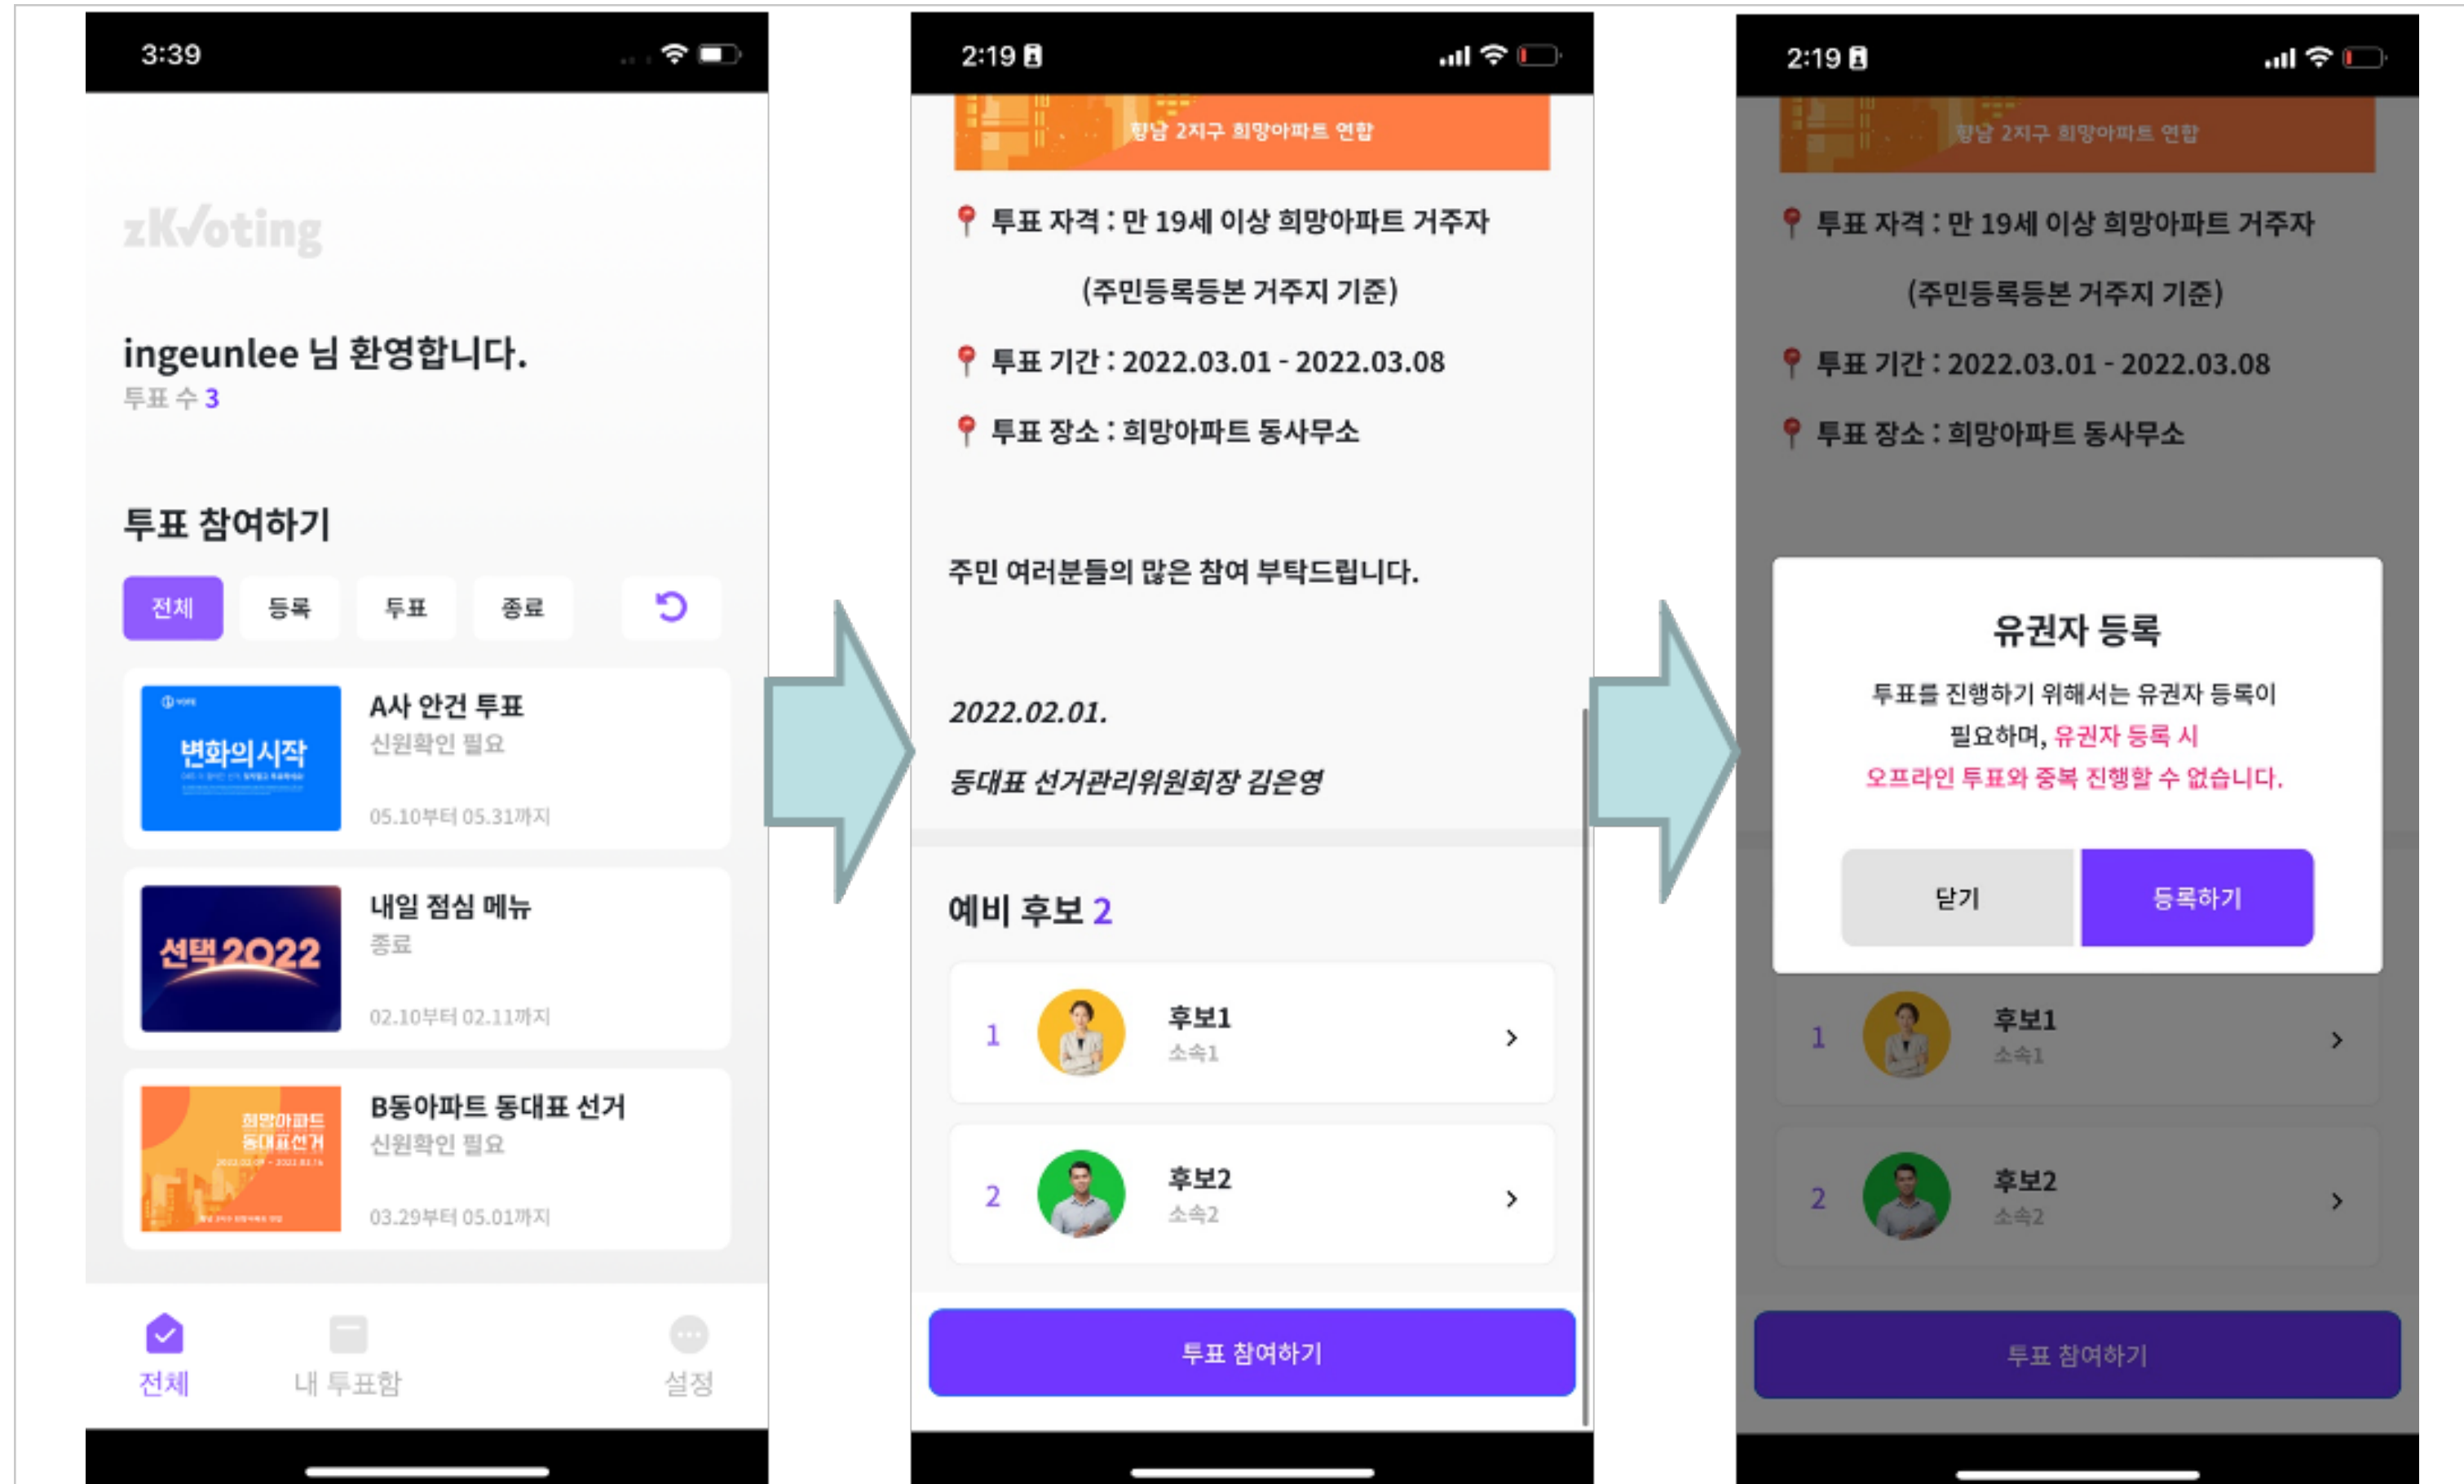 3:39
zkVoting
ingeunlee 님 환영합니다.
투표 수 3
투표 참여하기
전체
등록
투표
종료
VOTE
변화의시작
A사 안건 투표
신원확인 필요
05.10부터 05.31까지
선택2022
내일 점심 메뉴
종료
02.10부터 02.11까지
희망아파트
동대표선거
B동아파트 동대표 선거
신원확인 필요
03.29부터 05.01까지
전체
내 투표함
설정
2:19
향남 2지구 희망아파트 연합
투표 자격 : 만 19세 이상 희망아파트 거주자
(주민등록등본 거주지 기준)
투표 기간 : 2022.03.01 - 2022.03.08
투표 장소 : 희망아파트 동사무소
주민 여러분들의 많은 참여 부탁드립니다.
2022.02.01.
동대표 선거관리위원회장 김은영
예비 후보 2
1
후보1
소속1
2
후보2
소속2
투표 참여하기
2:19
향남 2지구 희망아파트 연합
투표 자격 : 만 19세 이상 희망아파트 거주자
(주민등록등본 거주지 기준)
투표 기간 : 2022.03.01 - 2022.03.08
투표 장소 : 희망아파트 동사무소
유권자 등록
투표를 진행하기 위해서는 유권자 등록이
필요하며, 유권자 등록 시
오프라인 투표와 중복 진행할 수 없습니다.
닫기
등록하기
1
후보1
소속1
2
후보2
소속2
투표 참여하기